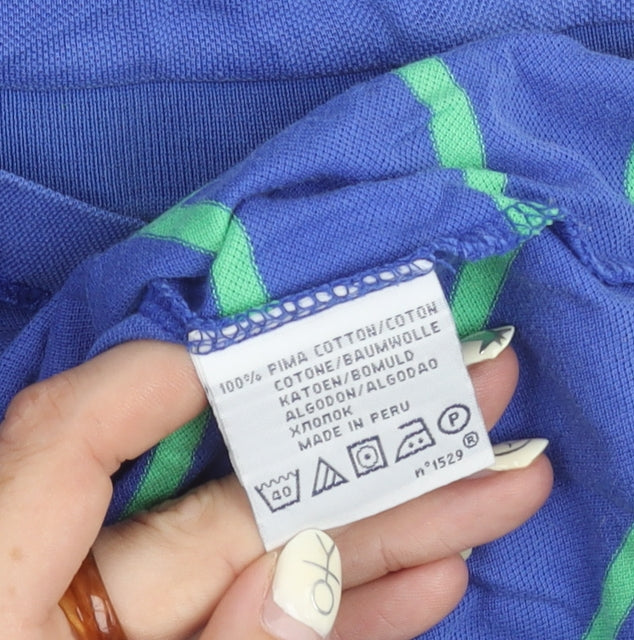 100% PIMA COTTON/COTON
COTONE/BAUMWOLLE
KATOEN/BOMULD
ALGODON/ALGODAO
ХЛОПОК
MADE IN PERU
40 P
n°1529 ®